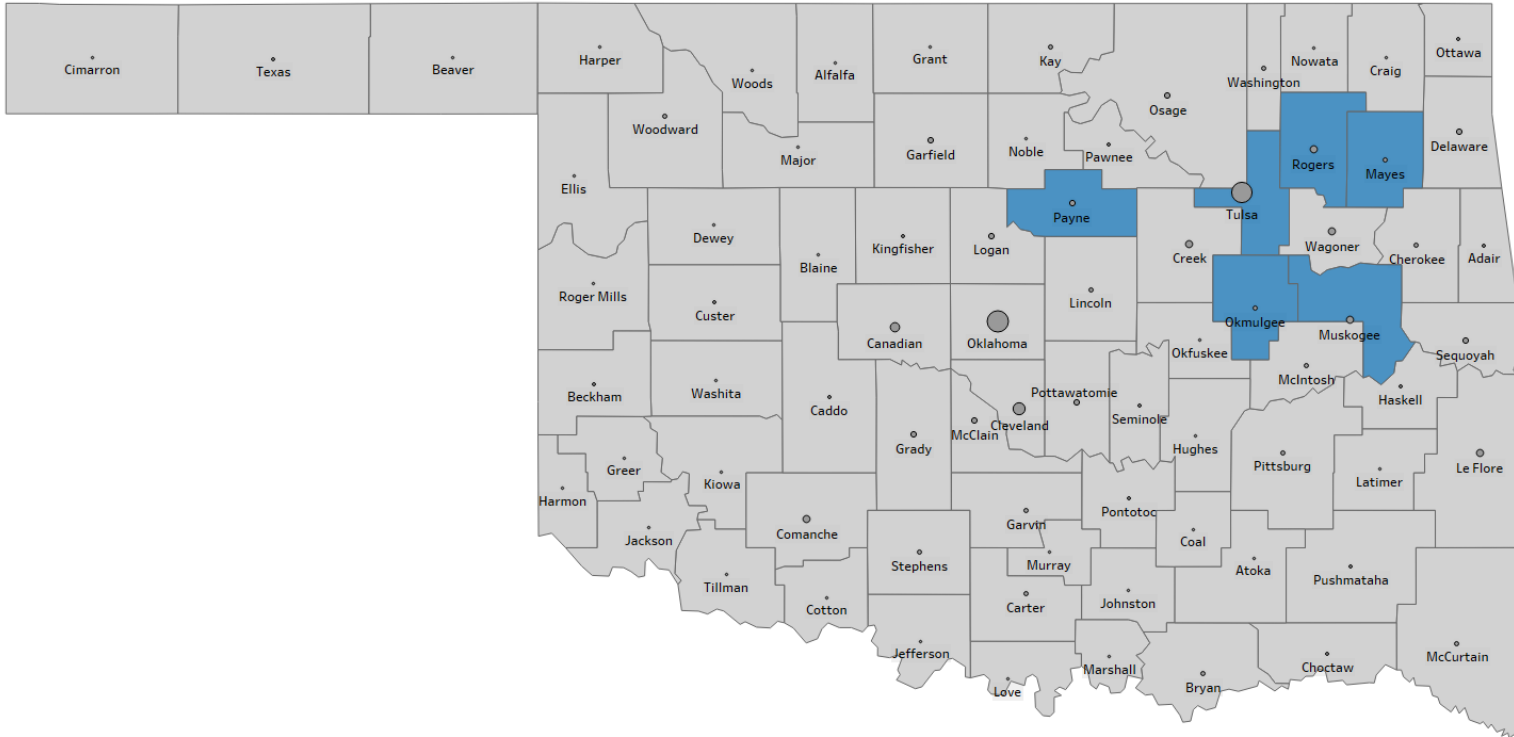 Cimarron
Texas
Beaver
Harper
Woods
Alfalfa
Grant
Kay
Osage
Washington
Nowata
Craig
Ottawa
Woodward
Major
Garfield
Noble
Pawnee
Rogers
Mayes
Delaware
Ellis
Dewey
Blaine
Kingfisher
Logan
Payne
Creek
Tulsa
Wagoner
Cherokee
Adair
Roger Mills
Custer
Canadian
Oklahoma
Lincoln
Okfuskee
Okmulgee
Muskogee
Sequoyah
Beckham
Washita
Caddo
Grady
McClain
Cleveland
Pottawatomie
Seminole
Hughes
McIntosh
Haskell
Harmon
Greer
Kiowa
Pittsburg
Latimer
Le Flore
Jackson
Comanche
Stephens
Garvin
Murray
Pontotoc
Coal
Atoka
Pushmataha
Tillman
Cotton
Jefferson
Carter
Johnston
Love
Marshall
Bryan
Choctaw
McCurtain